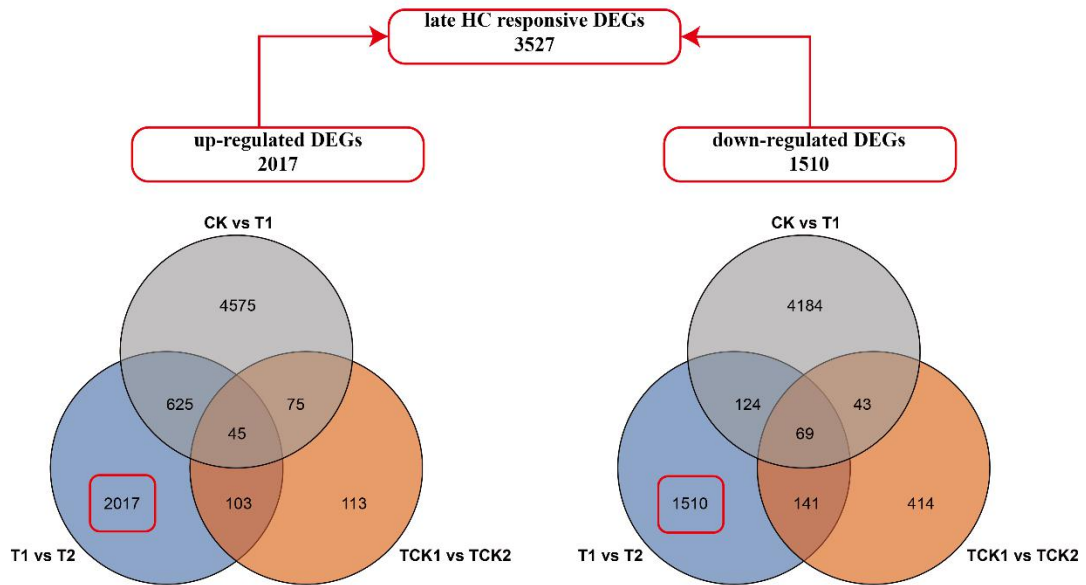 late HC responsive DEGs
3527
up-regulated DEGs
2017
down-regulated DEGs
1510
CK vs T1
4575
625
75
45
2017
103
113
T1 vs T2
TCK1 vs TCK2
CK vs T1
4184
124
43
69
1510
141
414
T1 vs T2
TCK1 vs TCK2